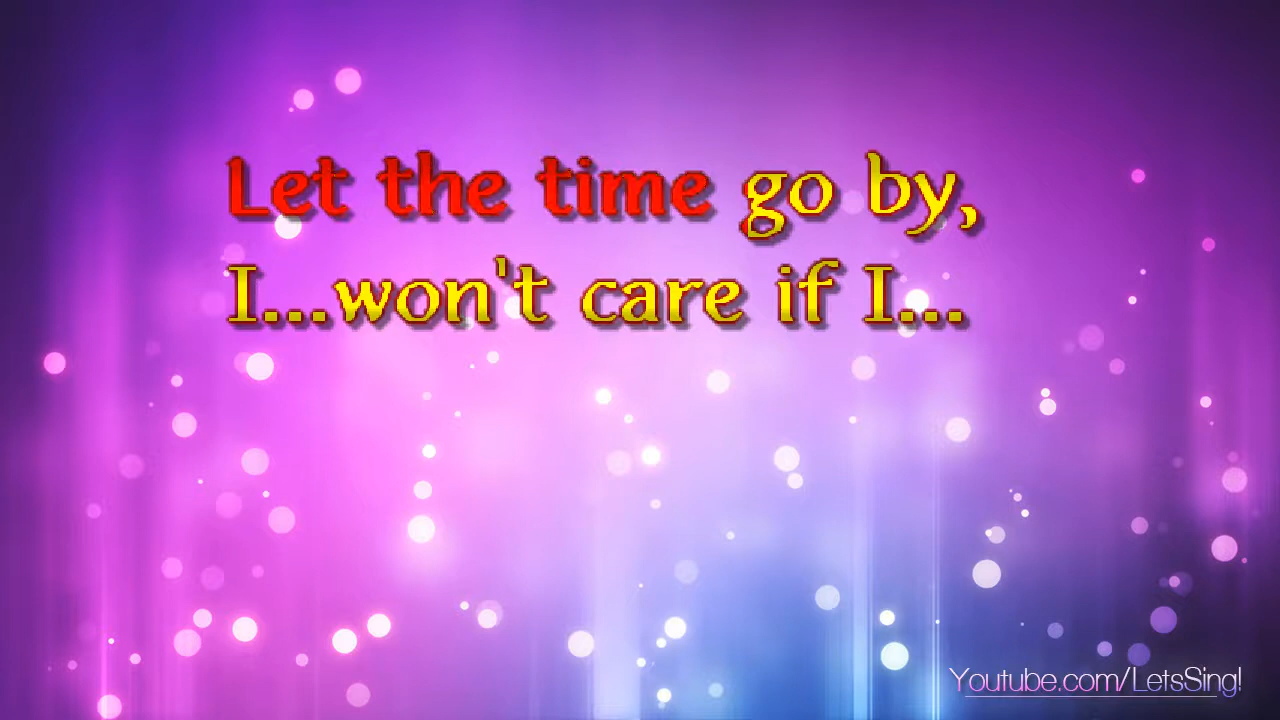 Let the time go by,
I...won't care if I...
Youtube.com/LetsSing!